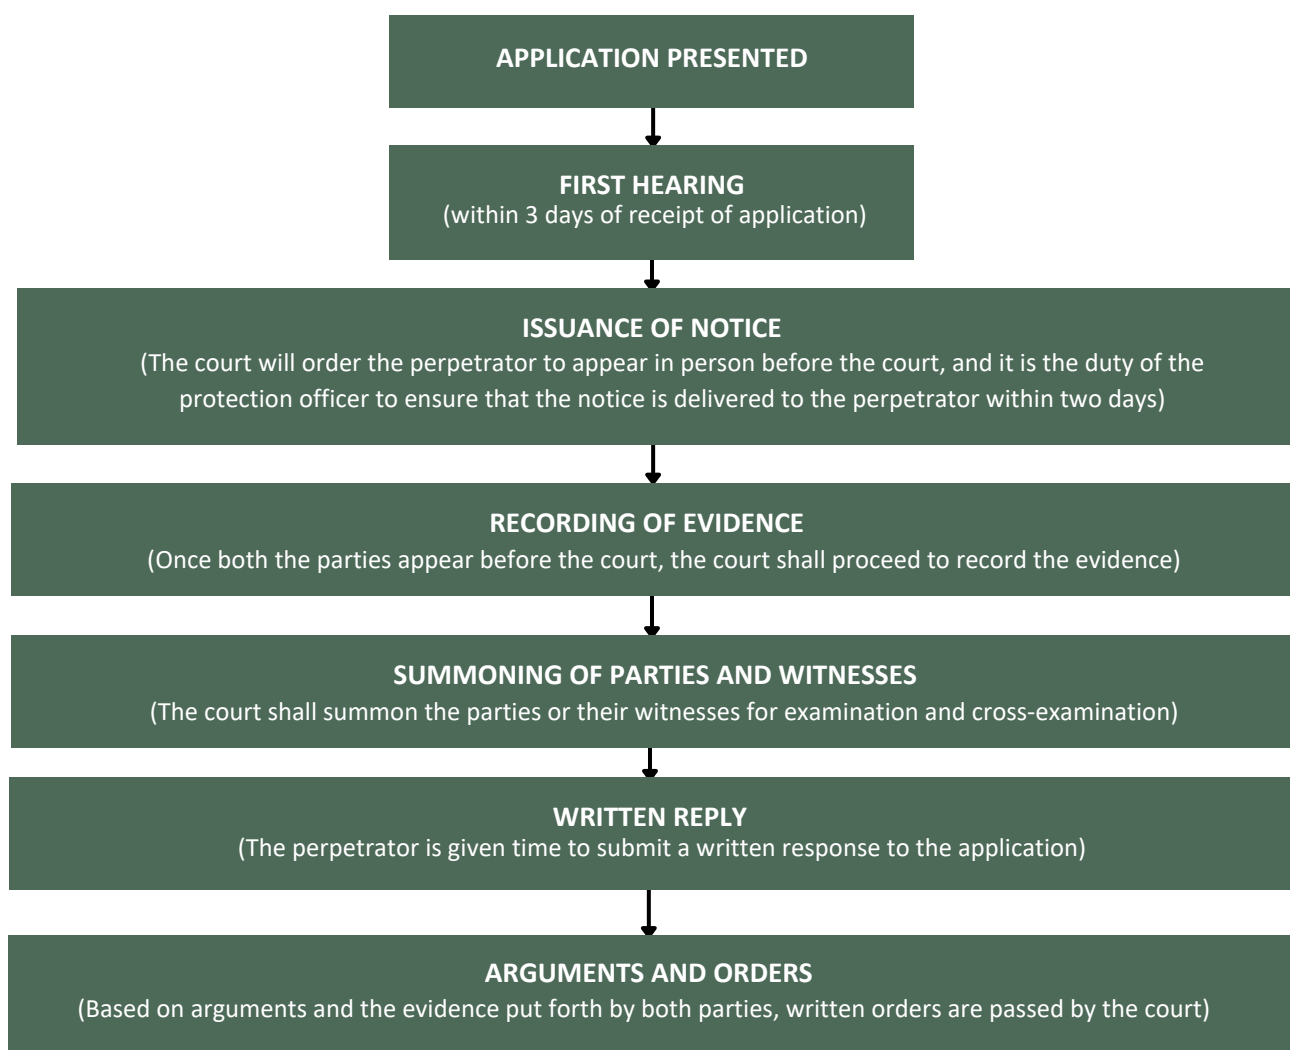 APPLICATION PRESENTED
FIRST HEARING
(within 3 days of receipt of application)
ISSUANCE OF NOTICE
(The court will order the perpetrator to appear in person before the court, and it is the duty of the
protection officer to ensure that the notice is delivered to the perpetrator within two days)
RECORDING OF EVIDENCE
(Once both the parties appear before the court, the court shall proceed to record the evidence)
SUMMONING OF PARTIES AND WITNESSES
(The court shall summon the parties or their witnesses for examination and cross-examination)
WRITTEN REPLY
(The perpetrator is given time to submit a written response to the application)
ARGUMENTS AND ORDERS
(Based on arguments and the evidence put forth by both parties, written orders are passed by the court)